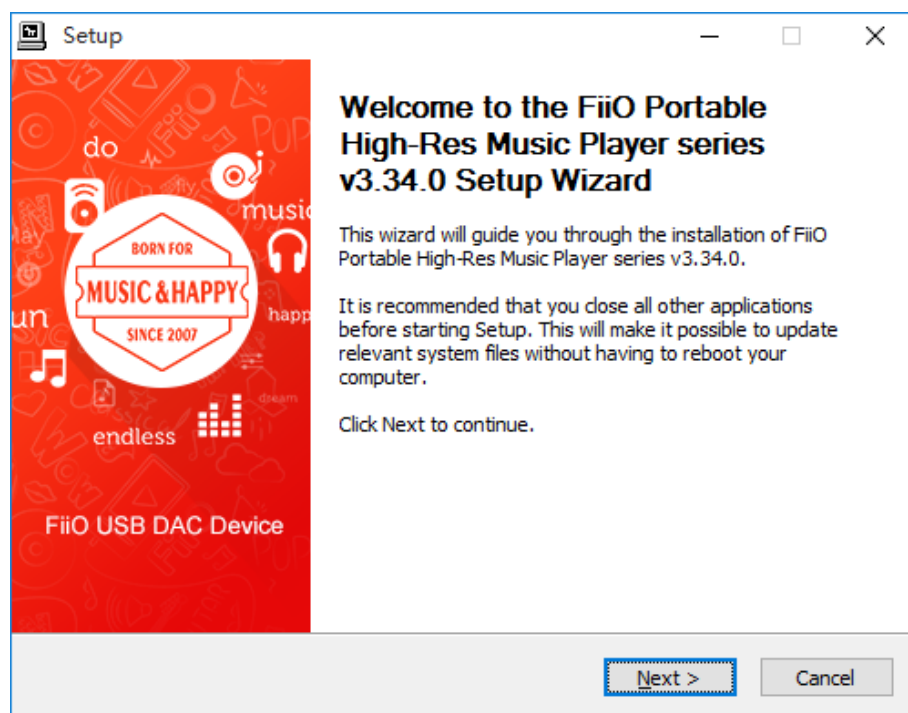 Setup
Welcome to the FiiO Portable
High-Res Music Player series
v3.34.0 Setup Wizard
This wizard will guide you through the installation of FiiO
Portable High-Res Music Player series v3.34.0.
It is recommended that you close all other applications
before starting Setup. This will make it possible to update
relevant system files without having to reboot your
computer.
Click Next to continue.
do
POP
music
BORN FOR
MUSIC & HAPPY
SINCE 2007
happ
un
dream
endless
FiiO USB DAC Device
Next >
Cancel